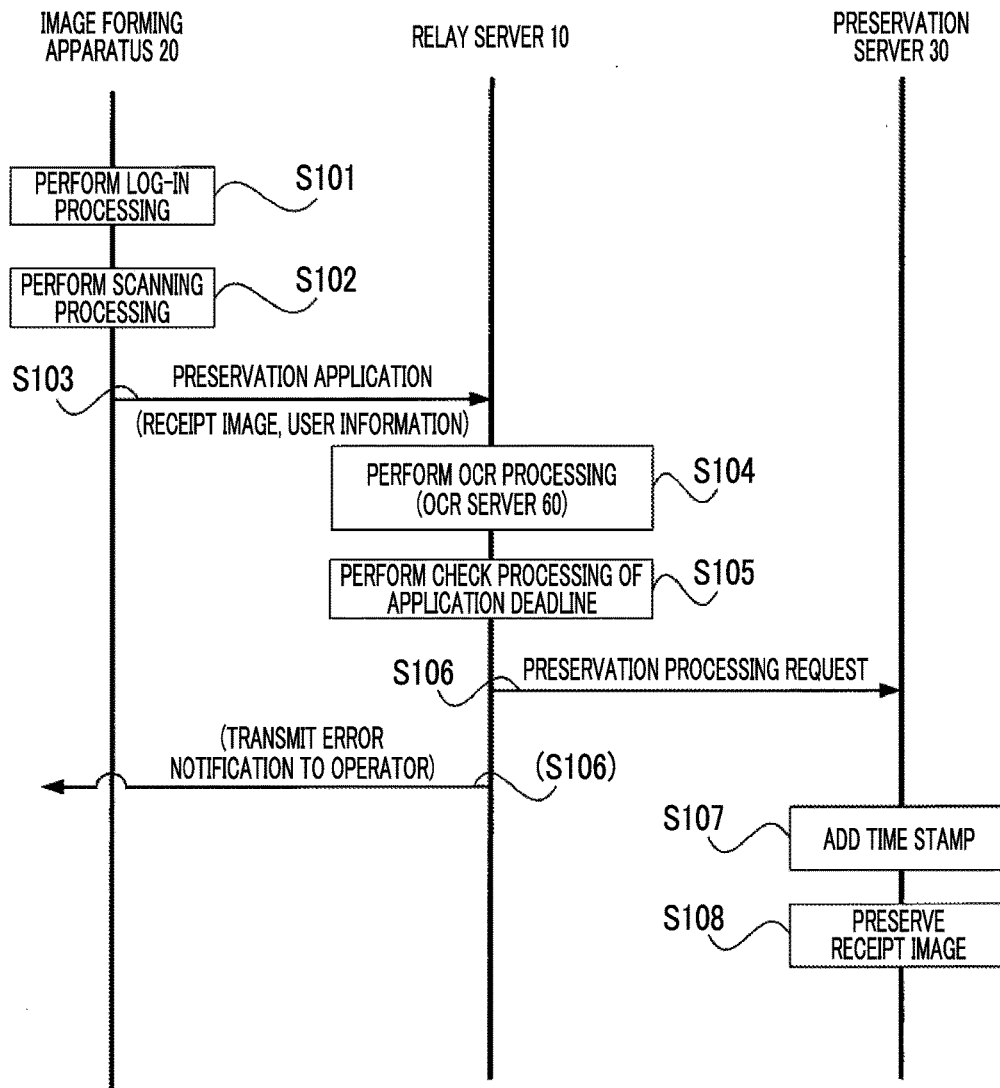 IMAGE FORMING
APPARATUS 20
RELAY SERVER 10
PRESERVATION
SERVER 30
PERFORM LOG-IN
PROCESSING
S101
PERFORM SCANNING
PROCESSING
S102
S103
PRESERVATION APPLICATION
(RECEIPT IMAGE, USER INFORMATION)
PERFORM OCR PROCESSING
(OCR SERVER 60)
S104
PERFORM CHECK PROCESSING OF
APPLICATION DEADLINE
S105
S106
PRESERVATION PROCESSING REQUEST
(TRANSMIT ERROR
NOTIFICATION TO OPERATOR)
(S106)
S107
ADD TIME STAMP
S108
PRESERVE
RECEIPT IMAGE